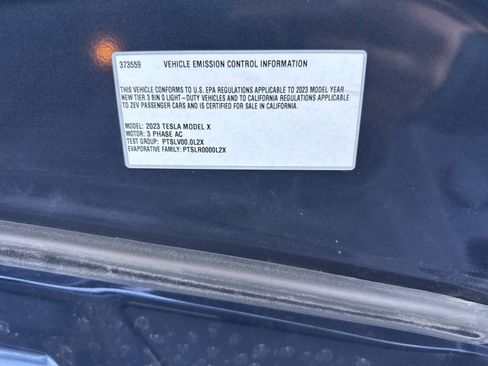 373559 VEHICLE EMISSION CONTROL INFORMATION
THIS VEHICLE CONFORMS TO U.S. EPA REGULATIONS APPLICABLE TO 2023 MODEL YEAR
NEW TIER 3 BIN 0 LIGHT-DUTY VEHICLES AND TO CALIFORNIA REGULATIONS APPLICABLE
TO ZEV PASSENGER CARS AND IS CERTIFIED FOR SALE IN CALIFORNIA.
MODEL: 2023 TESLA MODEL X
MOTOR: 3 PHASE AC
TEST GROUP: PTSLV00.0L2X
EVAPORATIVE FAMILY: PTSLR0000L2X